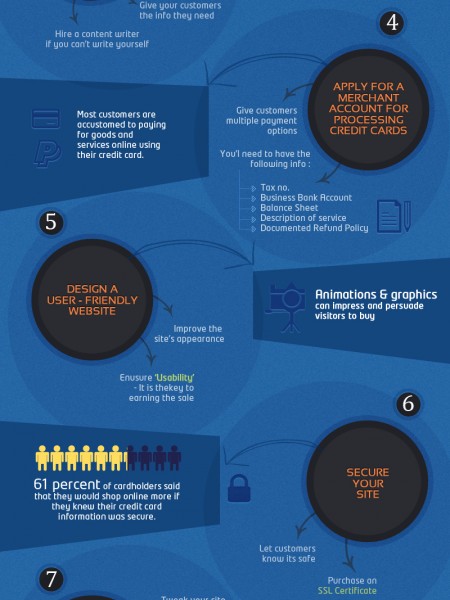 Give your customers
the info they need
Hire a content writer
if you can't write yourself
4
APPLY FOR A
MERCHANT
ACCOUNT FOR
PROCESSING
CREDIT CARDS
Most customers are
accustomed to paying
for goods and
services online using
their credit card.
Give customers
multiple payment
options
You'l need to have the
following info :
Tax no.
Business Bank Account
Balance Sheet
Description of service
Documented Refund Policy
5
DESIGN A
USER - FRIENDLY
WEBSITE
Animations & graphics
can impress and persuade
visitors to buy
Improve the
site's appearance
Enusure 'Usability'
- It is thekey to
earning the sale
6
SECURE
YOUR
SITE
61 percent of cardholders said
that they would shop online more if
they knew their credit card
information was secure.
Let customers
know its safe
Purchase an
SSL Certificate
7
Tweak your site